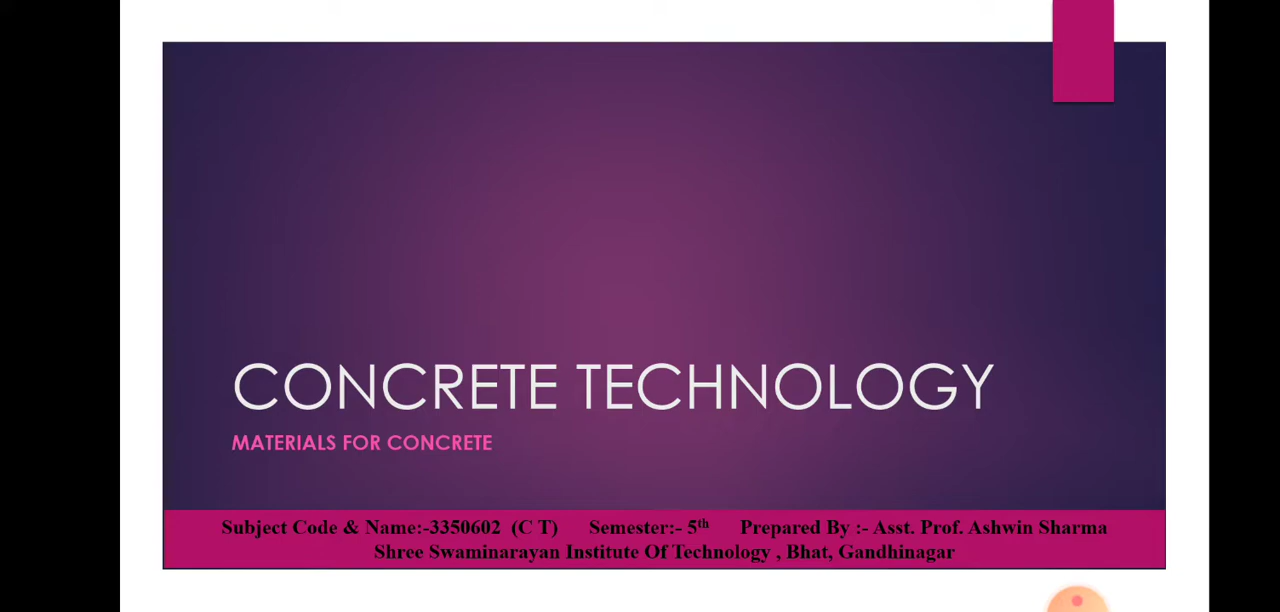 CONCRETE TECHNOLOGY
MATERIALS FOR CONCRETE
Subject Code & Name:-3350602 (C T) Semester:- 5th Prepared By :- Asst. Prof. Ashwin Sharma
Shree Swaminarayan Institute Of Technology , Bhat, Gandhinagar